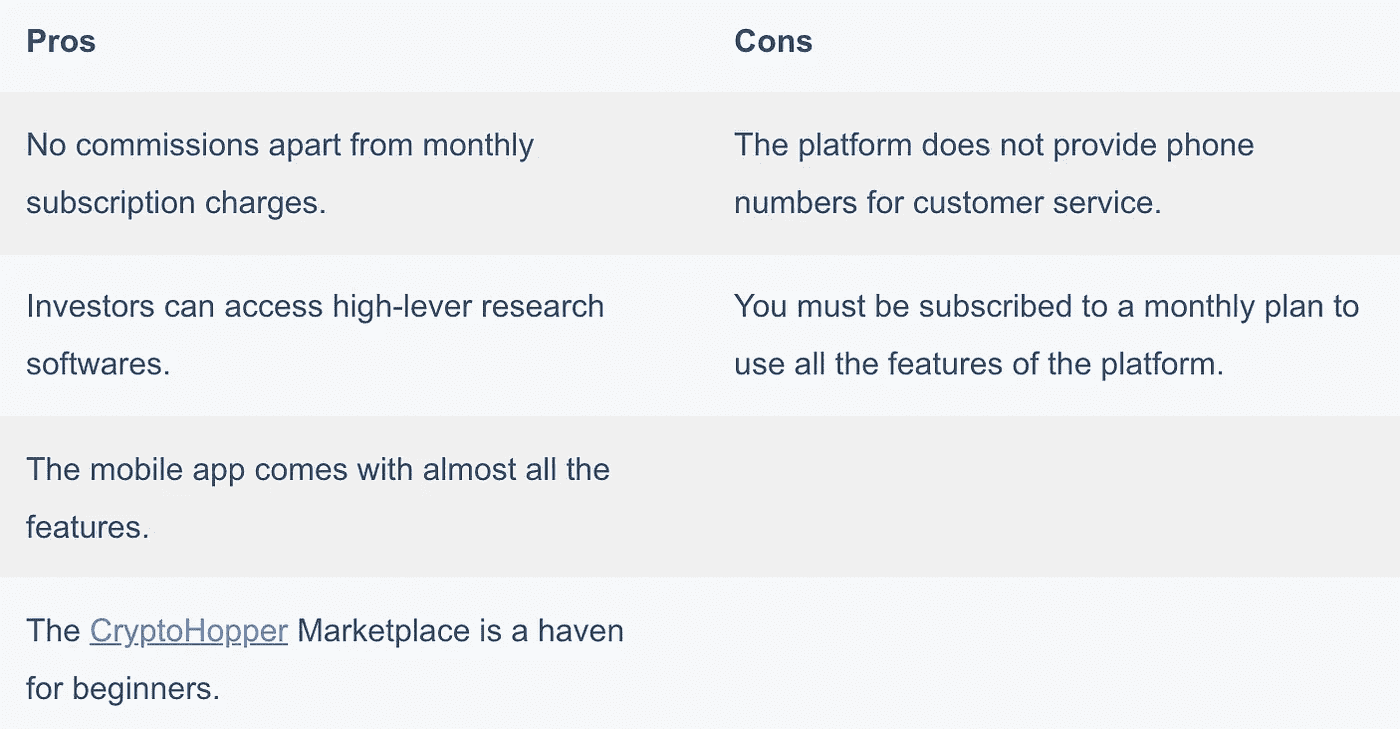 Pros
Cons
No commissions apart from monthly
subscription charges.
The platform does not provide phone
numbers for customer service.
Investors can access high-lever research
softwares.
You must be subscribed to a monthly plan to
use all the features of the platform.
The mobile app comes with almost all the
features.
The CryptoHopper Marketplace is a haven
for beginners.